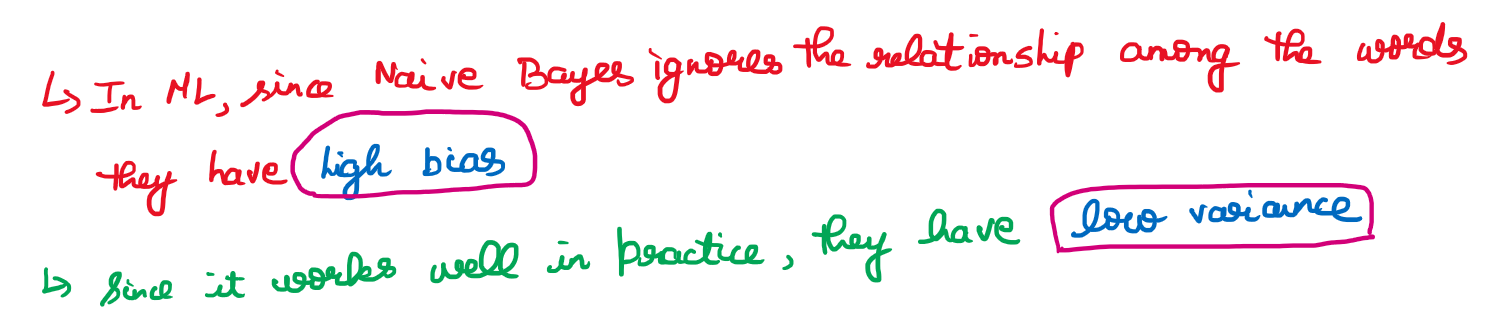 ↳ In ML, since Naive Bayes ignores the relationship among the words
they have high bias
↳ Since it works well in practice, they have low variance